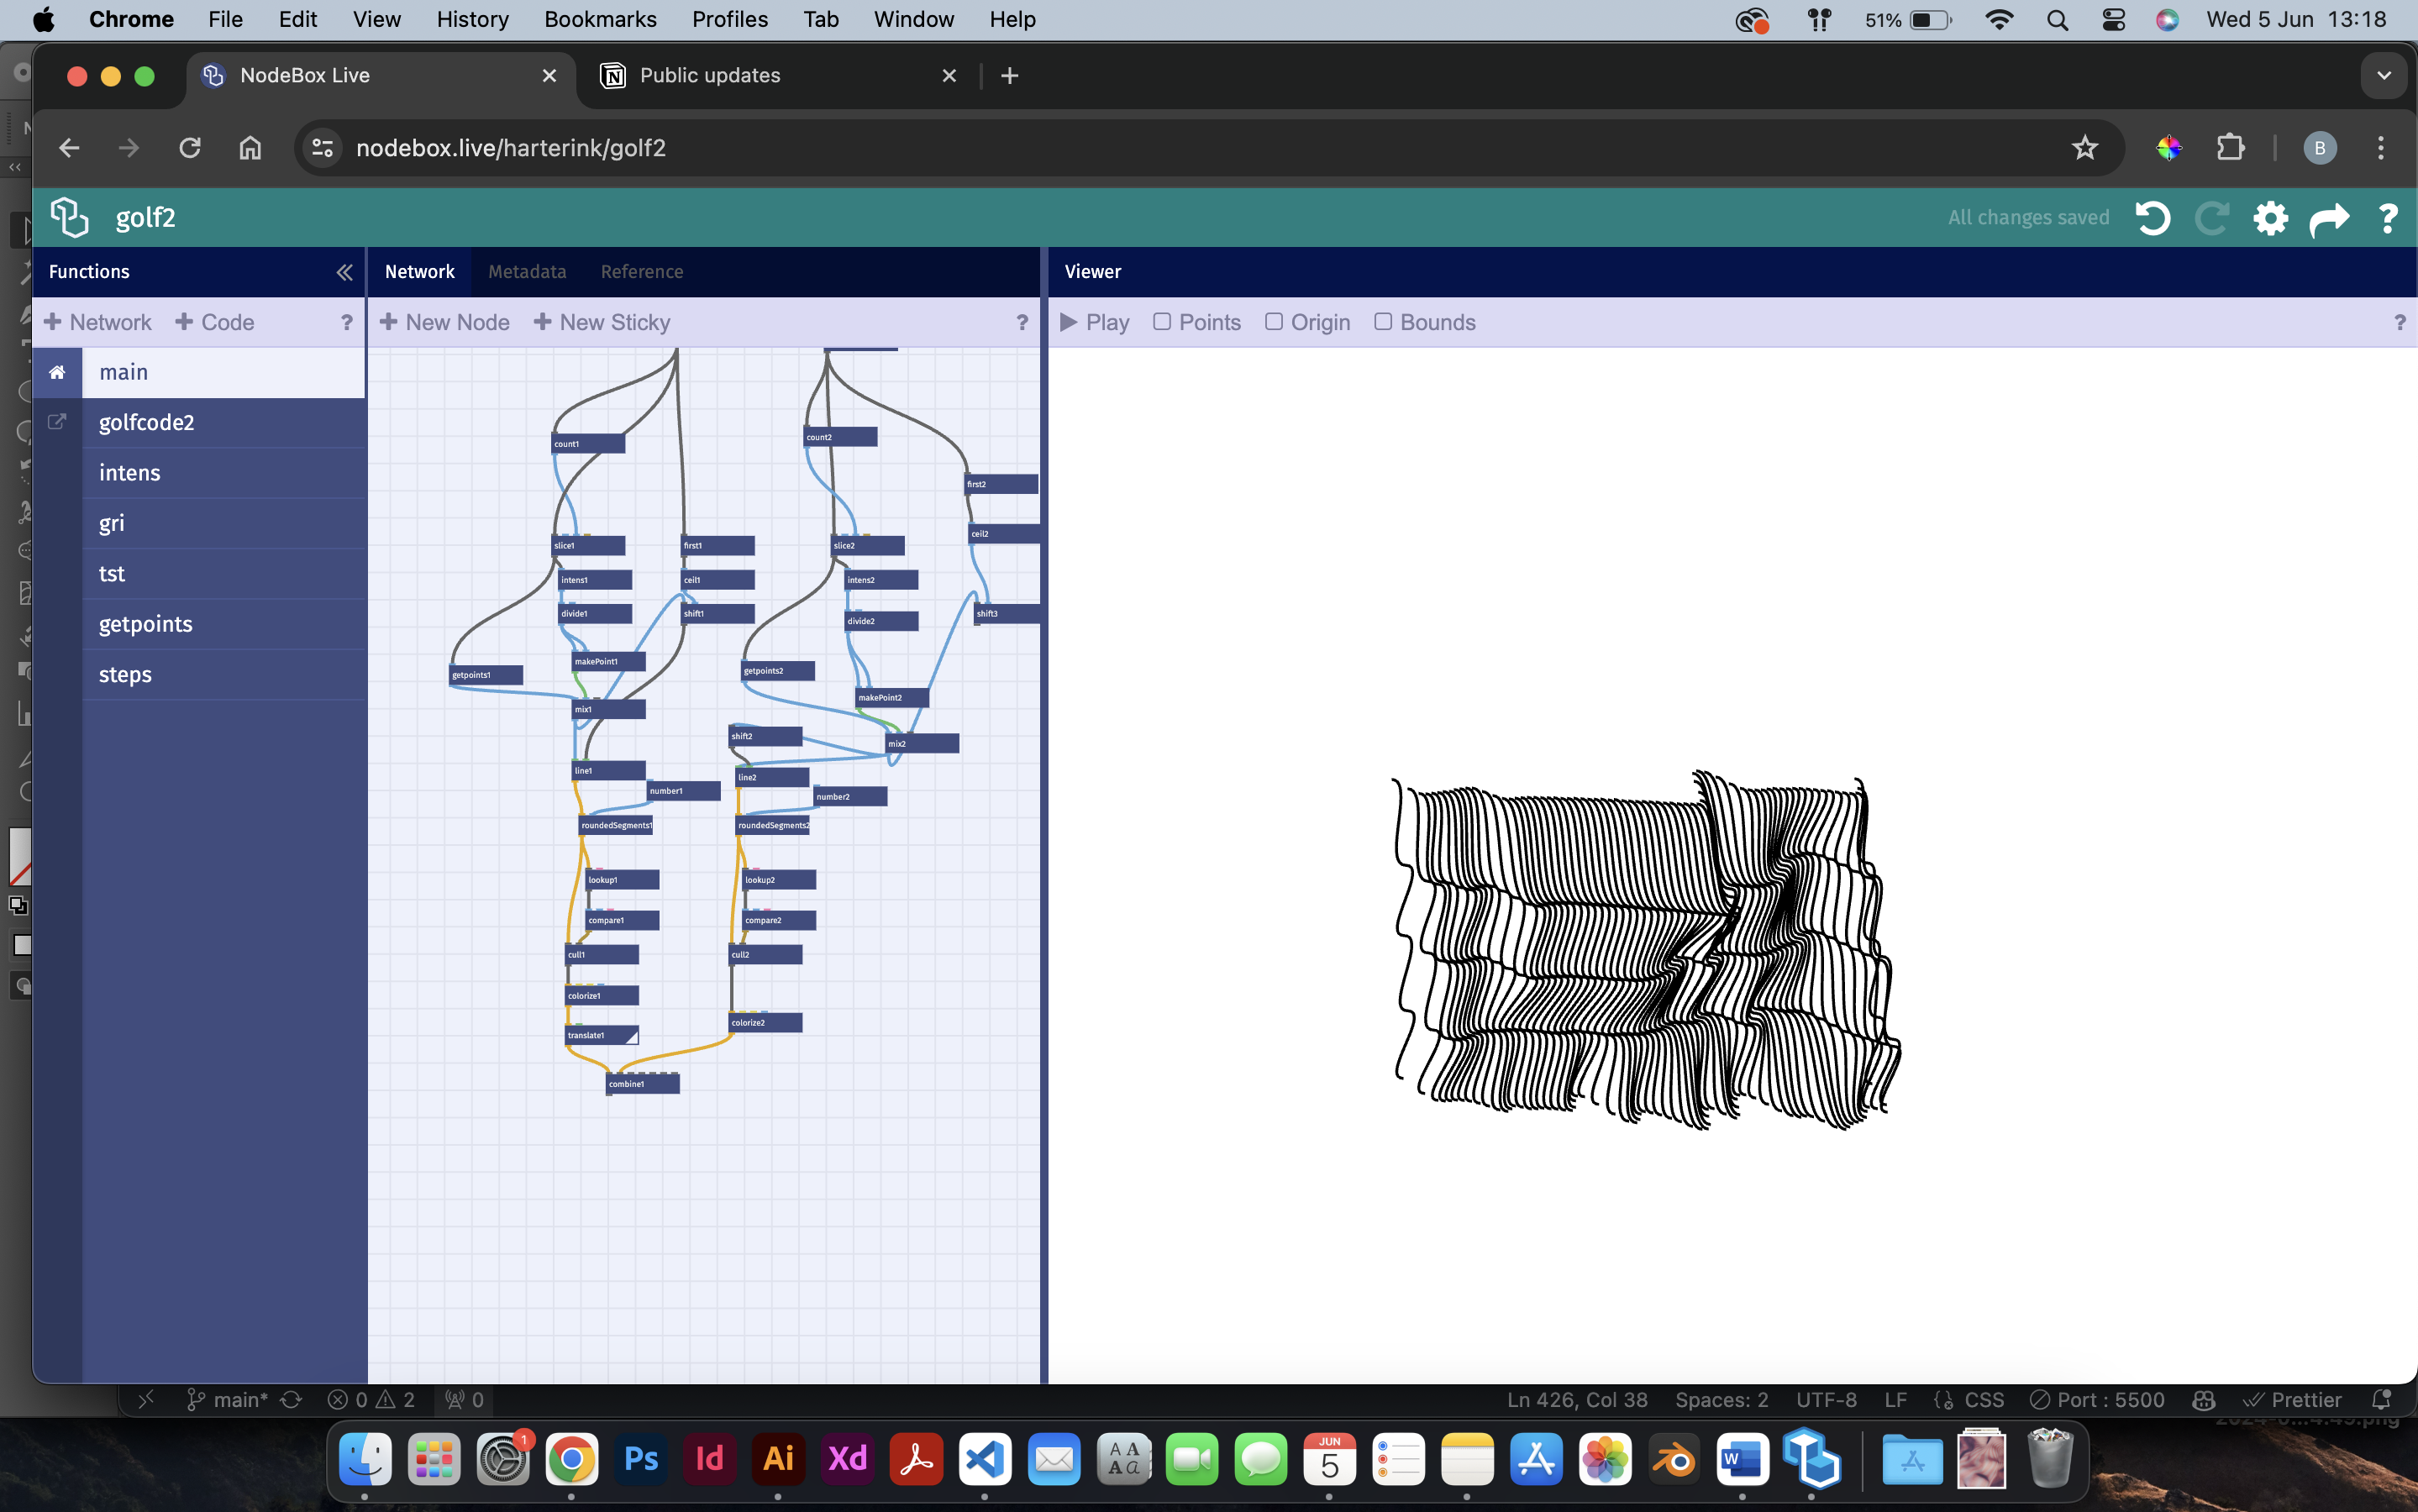 Chrome File Edit View History Bookmarks Profiles Tab Window Help 51% Wed 5 Jun 13:18
NodeBox Live Public updates
nodebox.live/harterink/golf2 B
golf2 All changes saved ?
Functions Network Metadata Reference Viewer
Network Code ? New Node New Sticky ? Play Points Origin Bounds ?
main
golfcode2
intens
gri
tst
getpoints
steps
count1
count2
first2
ceil2
slice1
first1
slice2
intens1
ceil1
intens2
divide1
shift1
divide2
shift3
makePoint1
getpoints1
getpoints2
makePoint2
mix1
shift2
mix2
line1
line2
number1
number2
roundedSegments1
roundedSegments2
lookup1
lookup2
compare1
compare2
cull1
cull2
colorize1
colorize2
translate1
combine1
main* 0 2 0 Ln 426, Col 38 Spaces: 2 UTF-8 LF CSS Port : 5500 Prettier
1 Ps Id Ai Xd A A A a JUN 5 W